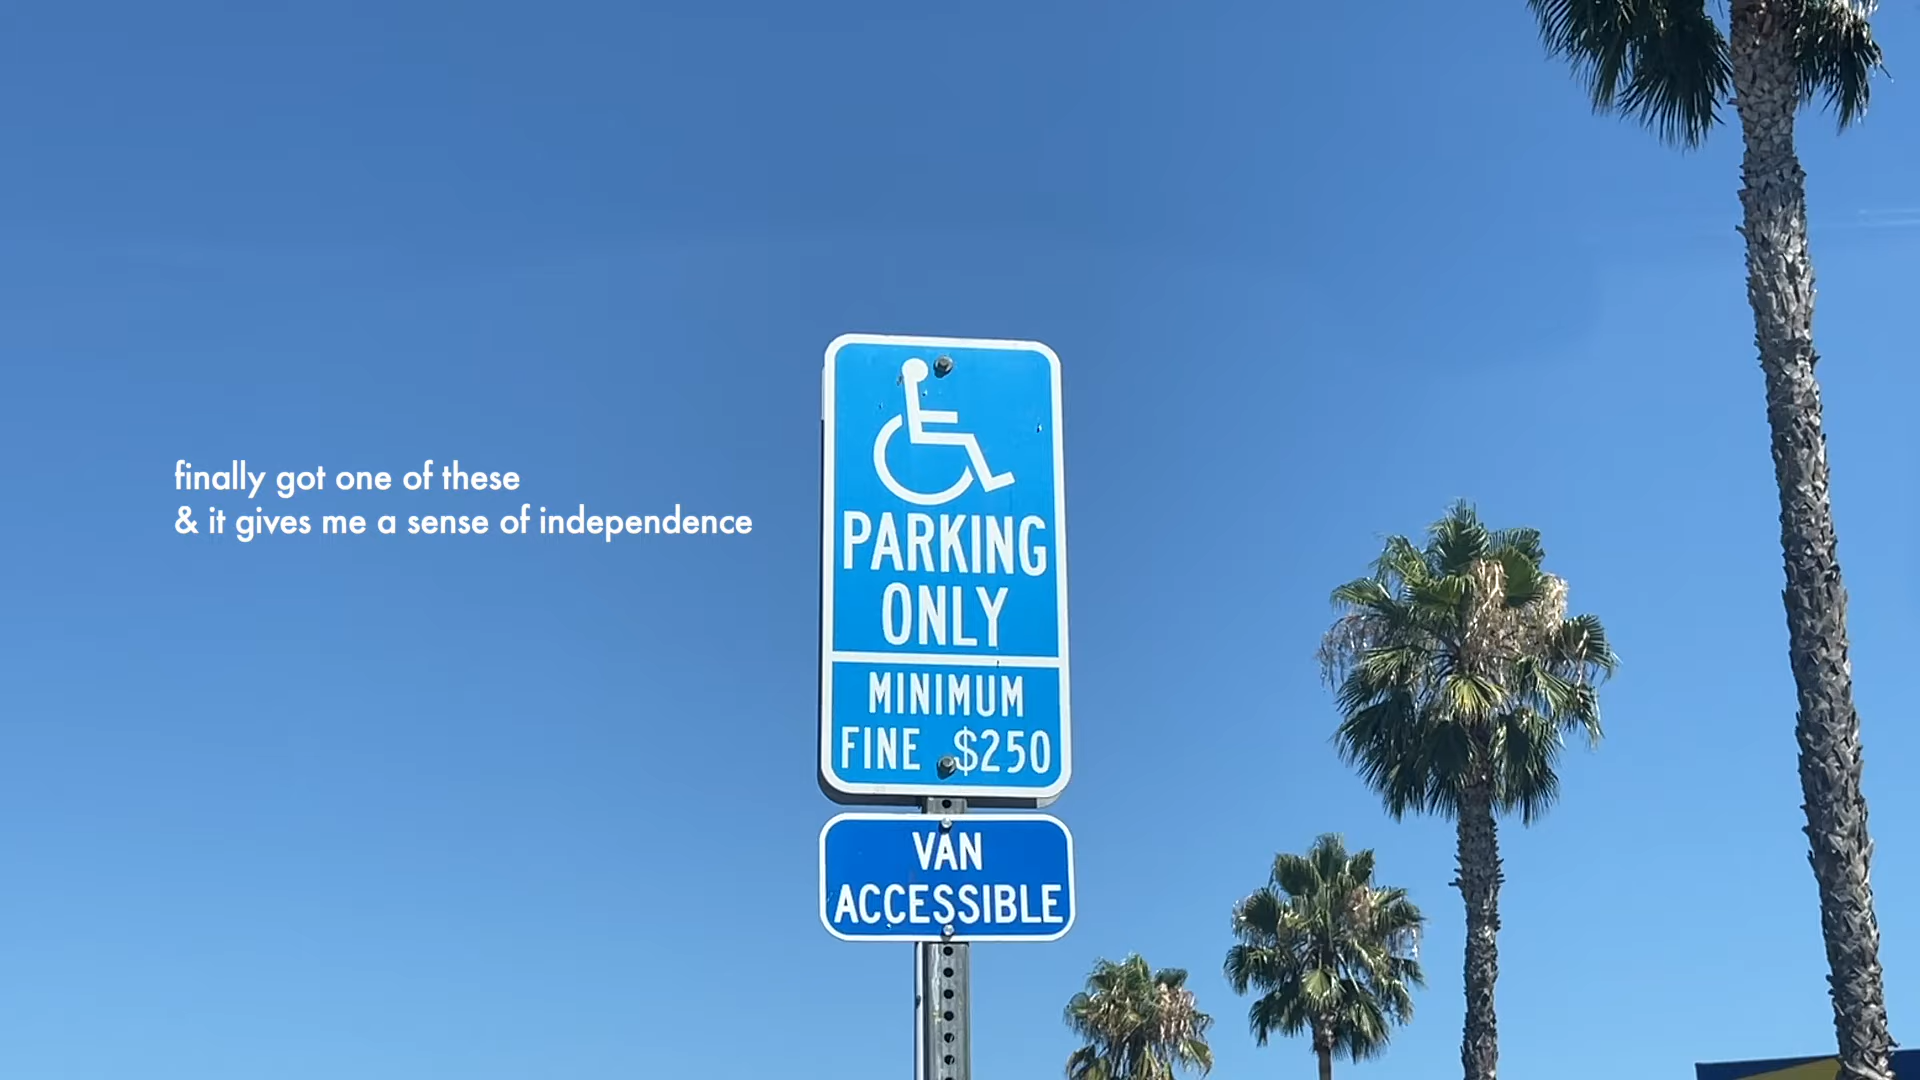 finally got one of these
& it gives me a sense of independence
PARKING
ONLY
MINIMUM
FINE $250
VAN
ACCESSIBLE